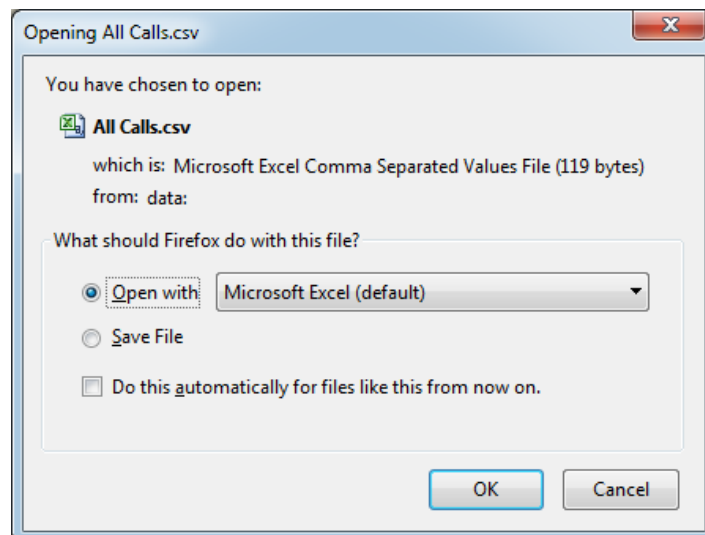 Opening All Calls.csv
You have chosen to open:
All Calls.csv
which is: Microsoft Excel Comma Separated Values File (119 bytes)
from: data:
What should Firefox do with this file?
Open with Microsoft Excel (default)
Save File
Do this automatically for files like this from now on.
OK Cancel